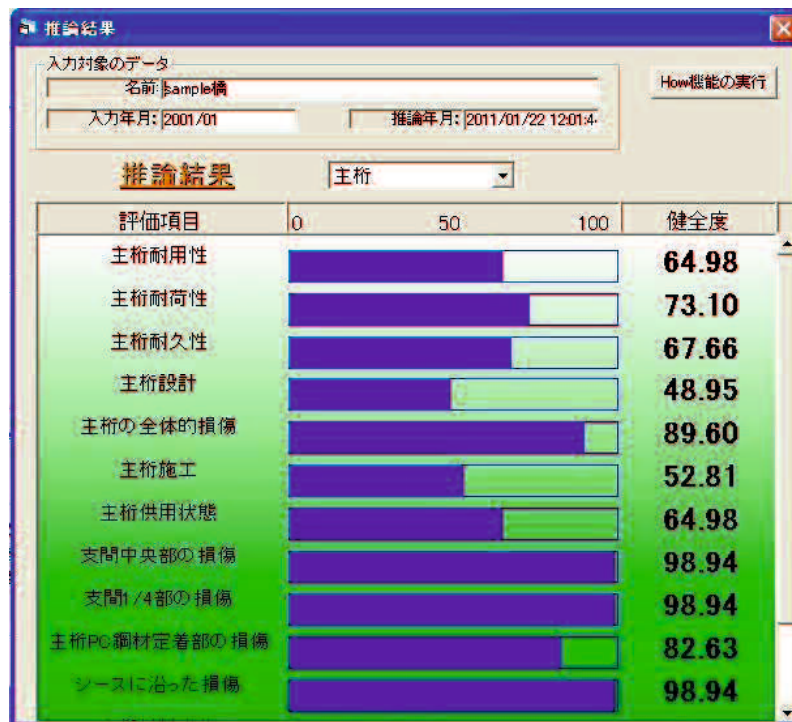 推論結果
入力対象のデータ
名前: sample橋
How機能の実行
入力年月: 2001/01
推論年月: 2011/01/22 12:01:4
推論結果
主桁
評価項目 0 50 100 健全度
主桁耐用性 64.98
主桁耐荷性 73.10
主桁耐久性 67.66
主桁設計 48.95
主桁の全体的損傷 89.60
主桁施工 52.81
主桁供用状態 64.98
支間中央部の損傷 98.94
支間1/4部の損傷 98.94
主桁PC鋼材定着部の損傷 82.63
シースに沿った損傷 98.94